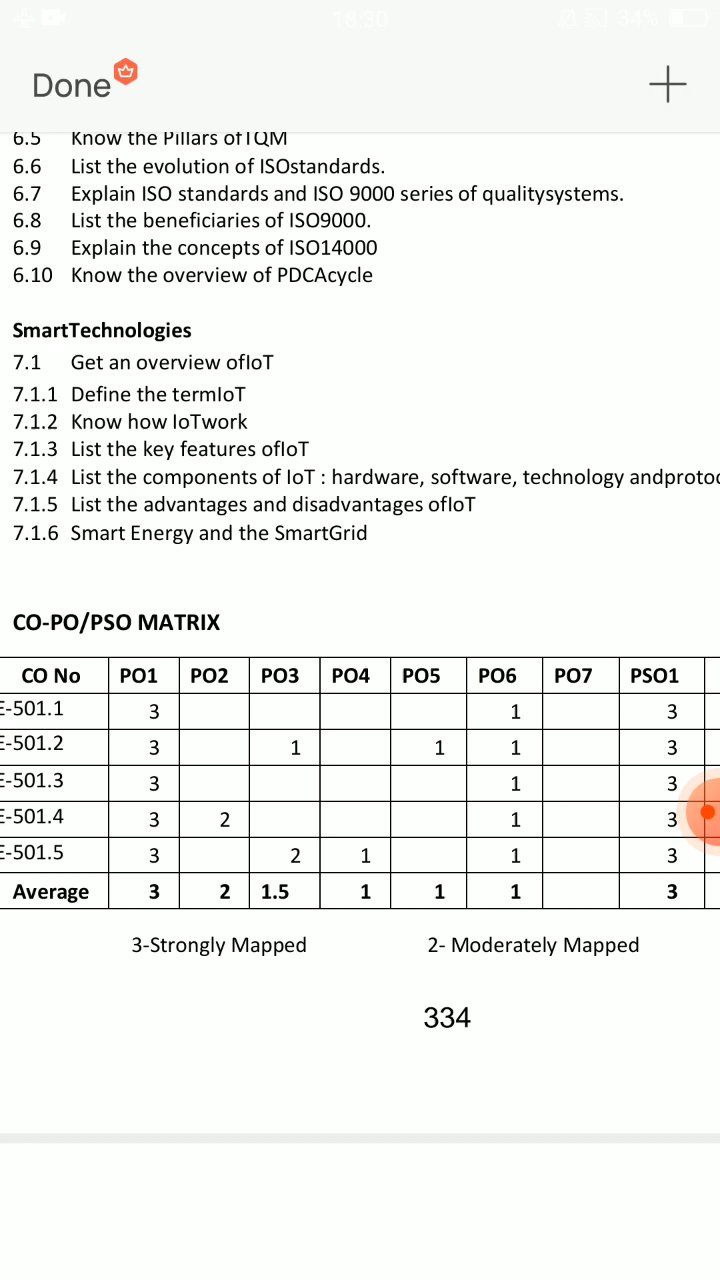 18:30
34%
Done
6.5 Know the Pillars ofTQM
6.6 List the evolution of ISOstandards.
6.7 Explain ISO standards and ISO 9000 series of qualitysystems.
6.8 List the beneficiaries of ISO9000.
6.9 Explain the concepts of ISO14000
6.10 Know the overview of PDCAcycle
SmartTechnologies
7.1 Get an overview ofIoT
7.1.1 Define the termIoT
7.1.2 Know how IoTwork
7.1.3 List the key features ofIoT
7.1.4 List the components of IoT : hardware, software, technology andprotoc
7.1.5 List the advantages and disadvantages ofIoT
7.1.6 Smart Energy and the SmartGrid
CO-PO/PSO MATRIX
CO No PO1 PO2 PO3 PO4 PO5 PO6 PO7 PSO1
E-501.1 3 1 3
E-501.2 3 1 1 1 3
E-501.3 3 1 3
E-501.4 3 2 1 3
E-501.5 3 2 1 1 3
Average 3 2 1.5 1 1 1 3
3-Strongly Mapped 2- Moderately Mapped
334